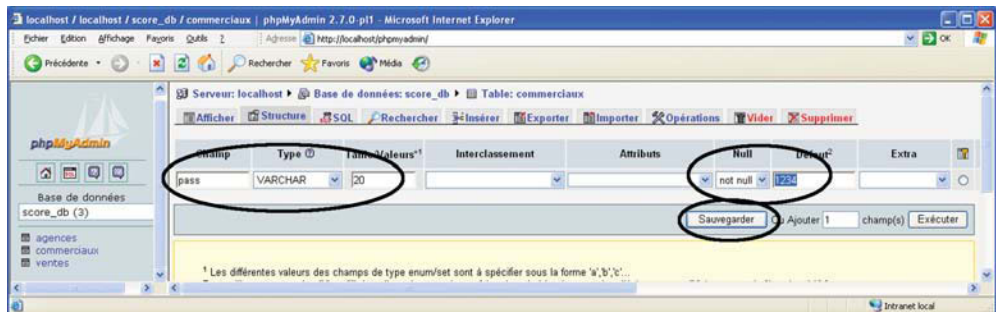 localhost / localhost / score_db / commerciaux | phpMyAdmin 2.7.0-pl1 - Microsoft Internet Explorer
Fichier Edition Affichage Favoris Outils ? Adresse http://localhost/phpmyadmin/ OK
Précédente Rechercher Favoris Média
Serveur: localhost Base de données: score_db Table: commerciaux
Afficher Structure SQL Rechercher Insérer Exporter Importer Opérations Vider Supprimer
phpMyAdmin
Champ Type Taille/Valeurs*1 Interclassement Attributs Null Défaut2 Extra
pass VARCHAR 20 not null 1234
Base de données
score_db (3)
Sauvegarder Ou Ajouter 1 champ(s) Exécuter
agences
commerciaux
ventes
1 Les différentes valeurs des champs de type enum/set sont à spécifier sous la forme 'a','b','c'...
Intranet local